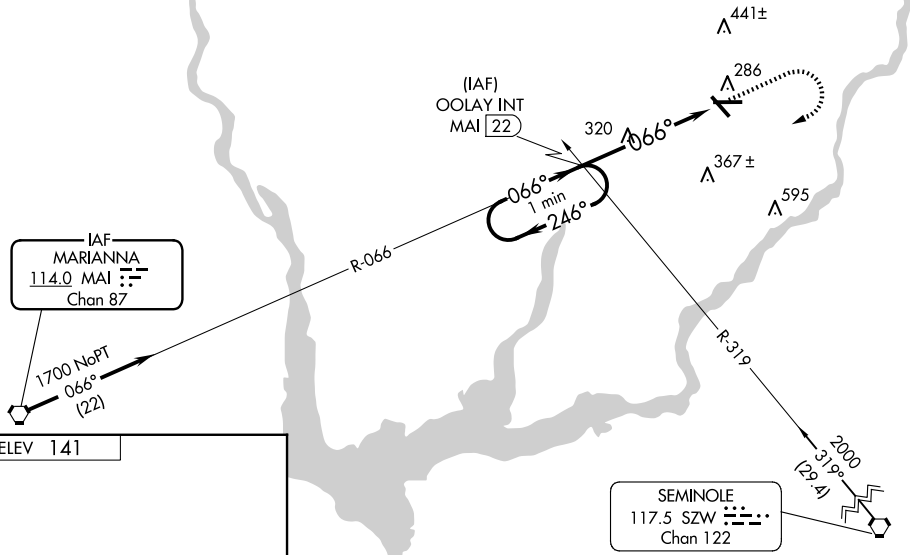 441±
286
(IAF)
OOLAY INT
MAI 22
320
066°
367±
595
066°
1 min
246°
IAF
MARIANNA
114.0 MAI
Chan 87
R-066
1700 NoPT
066°
(22)
R-319
2000
319°
(29.4)
ELEV 141
SEMINOLE
117.5 SZW
Chan 122